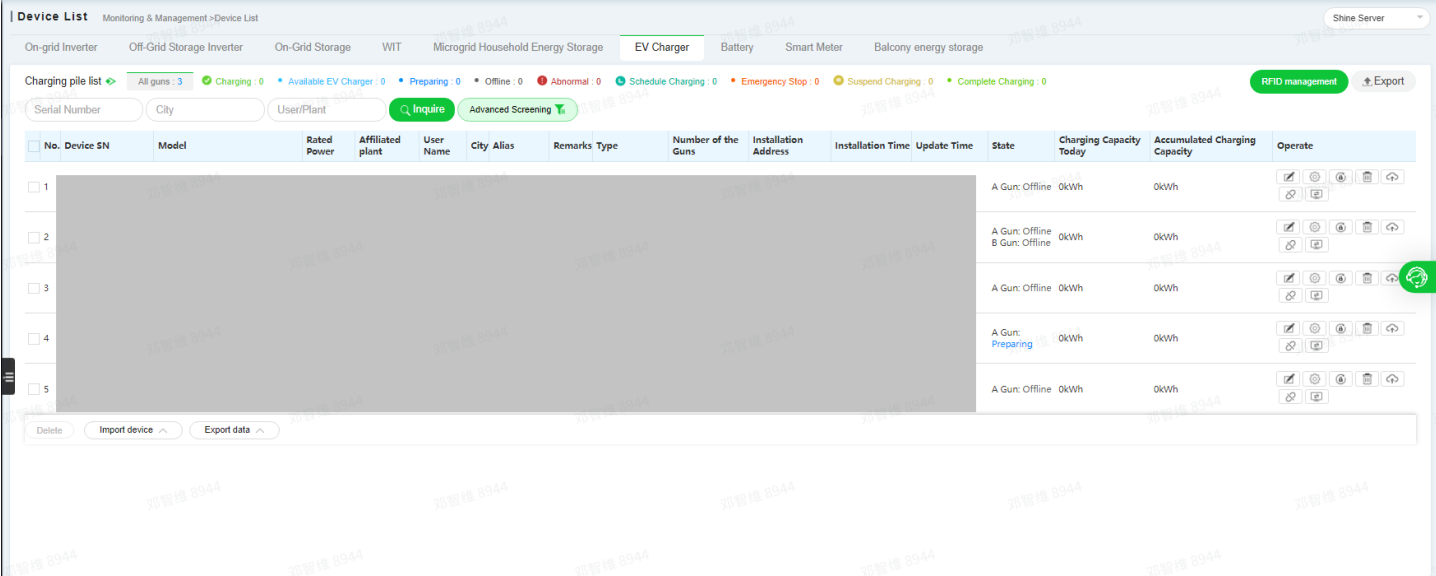 Device List Monitoring & Management >Device List
Shine Server
On-grid Inverter Off-Grid Storage Inverter On-Grid Storage WIT Microgrid Household Energy Storage EV Charger Battery Smart Meter Balcony energy storage
Charging pile list All guns : 3 Charging : 0 Available EV Charger : 0 Preparing : 0 Offline : 0 Abnormal : 0 Schedule Charging : 0 Emergency Stop : 0 Suspend Charging : 0 Complete Charging : 0
RFID management Export
Serial Number City User/Plant Inquire Advanced Screening
No. Device SN Model Rated Power Affiliated plant User Name City Alias Remarks Type Number of the Guns Installation Address Installation Time Update Time State Charging Capacity Today Accumulated Charging Capacity Operate
1 A Gun: Offline 0kWh 0kWh
2 A Gun: Offline B Gun: Offline 0kWh 0kWh
3 A Gun: Offline 0kWh 0kWh
4 A Gun: Preparing 0kWh 0kWh
5 A Gun: Offline 0kWh 0kWh
Delete Import device Export data
邓智维 8944